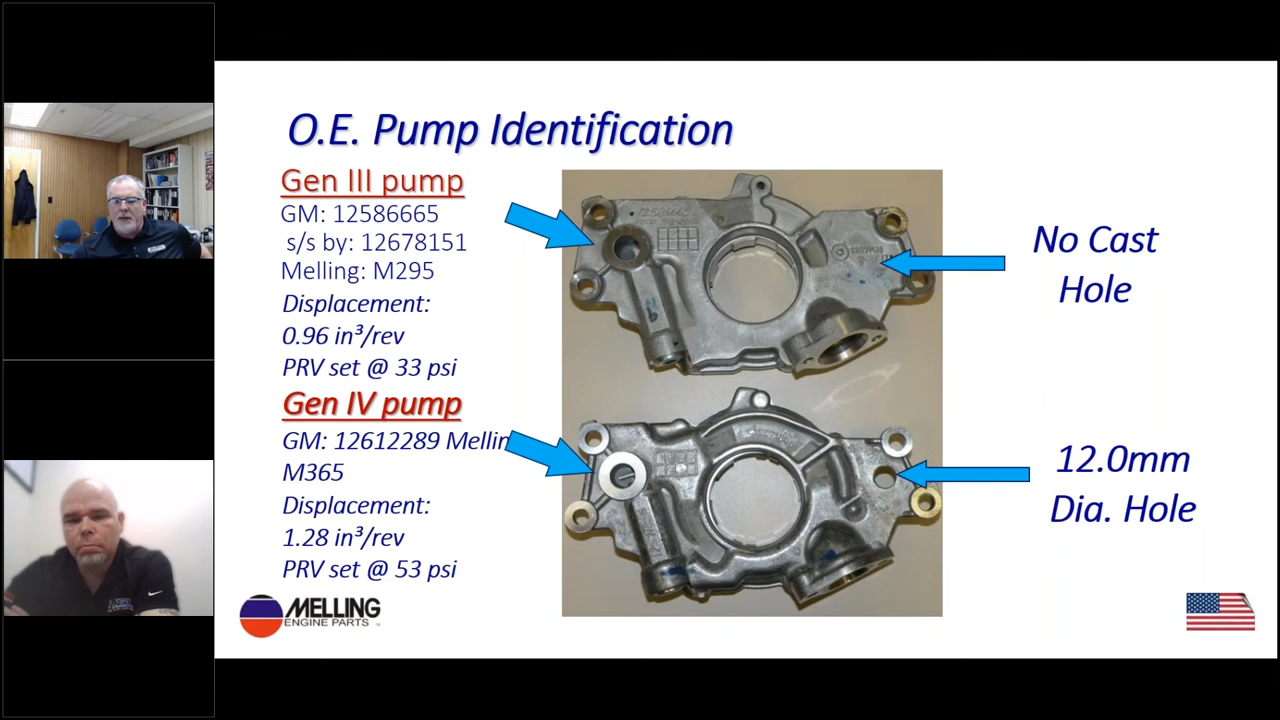 O.E. Pump Identification
Gen III pump
GM: 12586665
s/s by: 12678151
Melling: M295
Displacement:
0.96 in³/rev
PRV set @ 33 psi
Gen IV pump
GM: 12612289 Mellin
M365
Displacement:
1.28 in³/rev
PRV set @ 53 psi
No Cast
Hole
12.0mm
Dia. Hole
12586665
MELLING
ENGINE PARTS